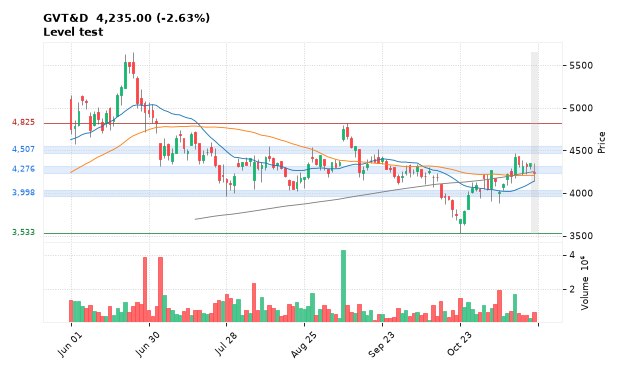 GVT&D 4,235.00 (-2.63%)
Level test
5500
5000
4,825
4500
4,507
Price
4,276
4000
3,998
3,533
3500
4
2
Volume 10⁶
Jun 01
Jun 30
Jul 28
Aug 25
Sep 23
Oct 23